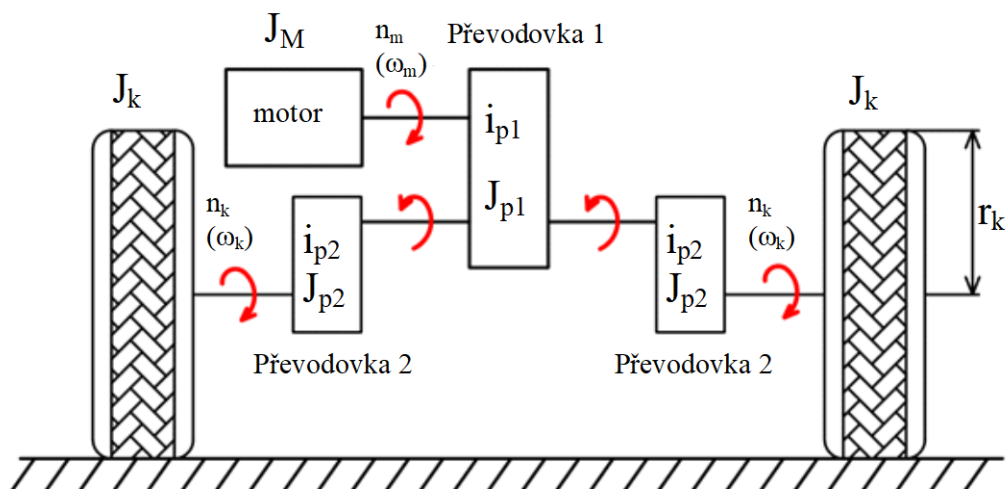 J_M
n_m
(ω_m)
Převodovka 1
J_k
motor
i_p1
J_p1
J_k
n_k
(ω_k)
i_p2
J_p2
Převodovka 2
i_p2
J_p2
Převodovka 2
n_k
(ω_k)
r_k